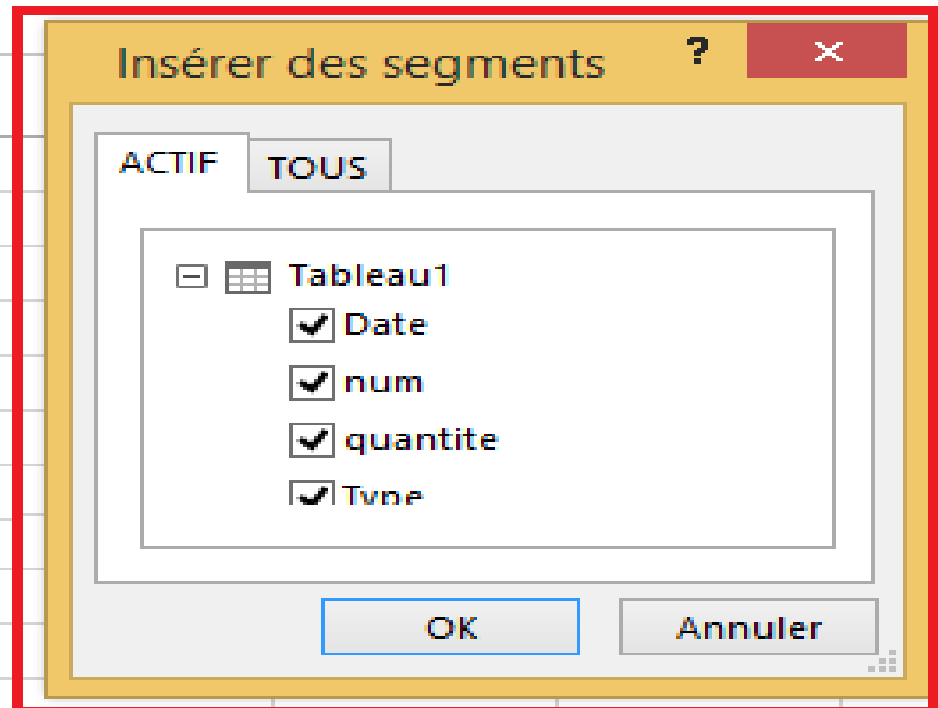 Insérer des segments ?
ACTIF TOUS
Tableau1
Date
num
quantite
Type
OK Annuler